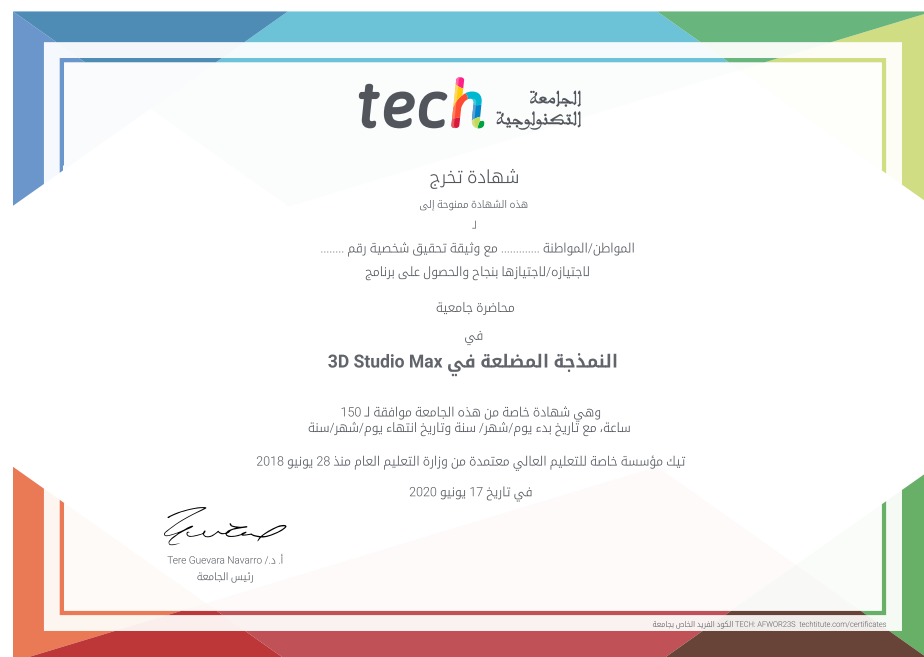 tech
الجامعة
التكنولوجية
شهادة تخرج
هذه الشهادة ممنوحة إلى
لـ
المواطن/المواطنة ............ مع وثيقة تحقيق شخصية رقم ........
لاجتيازه/لاجتيازها بنجاح والحصول على برنامج
محاضرة جامعية
في
النمذجة المضلعة في 3D Studio Max
وهي شهادة خاصة من هذه الجامعة موافقة لـ 150
ساعة، مع تاريخ بدء يوم/شهر/ سنة وتاريخ انتهاء يوم/شهر/سنة
تيك مؤسسة خاصة للتعليم العالي معتمدة من وزارة التعليم العام منذ 28 يونيو 2018
في تاريخ 17 يونيو 2020
أ. د./ Tere Guevara Navarro
رئيس الجامعة
الكود الفريد الخاص بجامعة TECH: AFWOR23S techtitute.com/certificates